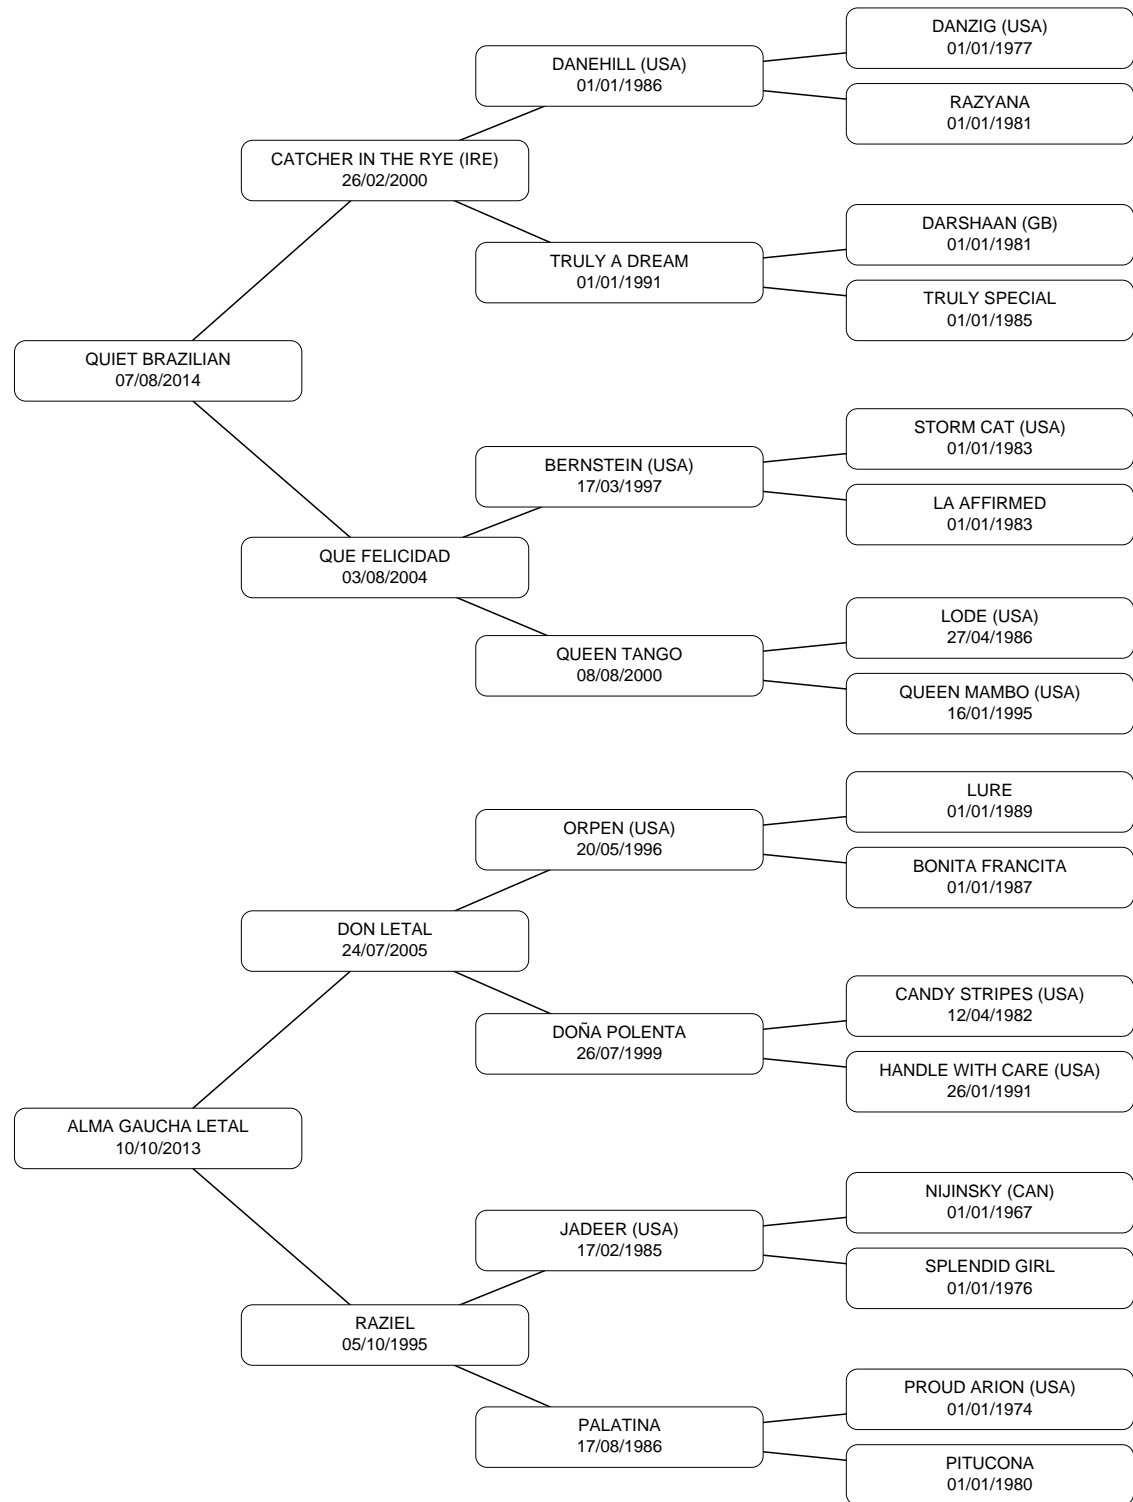 DANZIG (USA)
01/01/1977
DANEHILL (USA)
01/01/1986
RAZYANA
01/01/1981
CATCHER IN THE RYE (IRE)
26/02/2000
DARSHAAN (GB)
01/01/1981
TRULY A DREAM
01/01/1991
TRULY SPECIAL
01/01/1985
QUIET BRAZILIAN
07/08/2014
STORM CAT (USA)
01/01/1983
BERNSTEIN (USA)
17/03/1997
LA AFFIRMED
01/01/1983
QUE FELICIDAD
03/08/2004
LODE (USA)
27/04/1986
QUEEN TANGO
08/08/2000
QUEEN MAMBO (USA)
16/01/1995
LURE
01/01/1989
ORPEN (USA)
20/05/1996
BONITA FRANCITA
01/01/1987
DON LETAL
24/07/2005
CANDY STRIPES (USA)
12/04/1982
DOÑA POLENTA
26/07/1999
HANDLE WITH CARE (USA)
26/01/1991
ALMA GAUCHA LETAL
10/10/2013
NIJINSKY (CAN)
01/01/1967
JADEER (USA)
17/02/1985
SPLENDID GIRL
01/01/1976
RAZIEL
05/10/1995
PROUD ARION (USA)
01/01/1974
PALATINA
17/08/1986
PITUCONA
01/01/1980